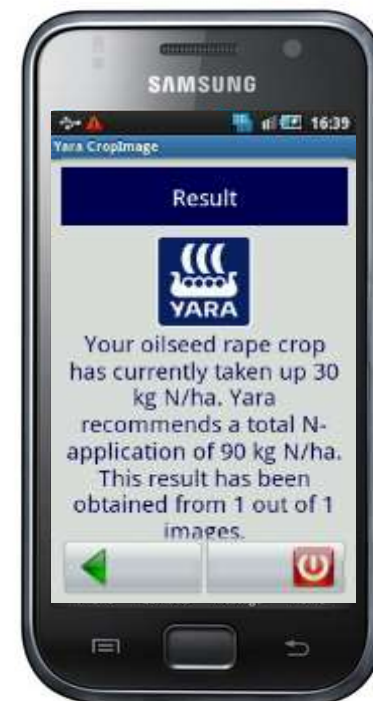 SAMSUNG
16:39
Yara CropImage
Result
YARA
Your oilseed rape crop
has currently taken up 30
kg N/ha. Yara
recommends a total N-
application of 90 kg N/ha.
This result has been
obtained from 1 out of 1
images.